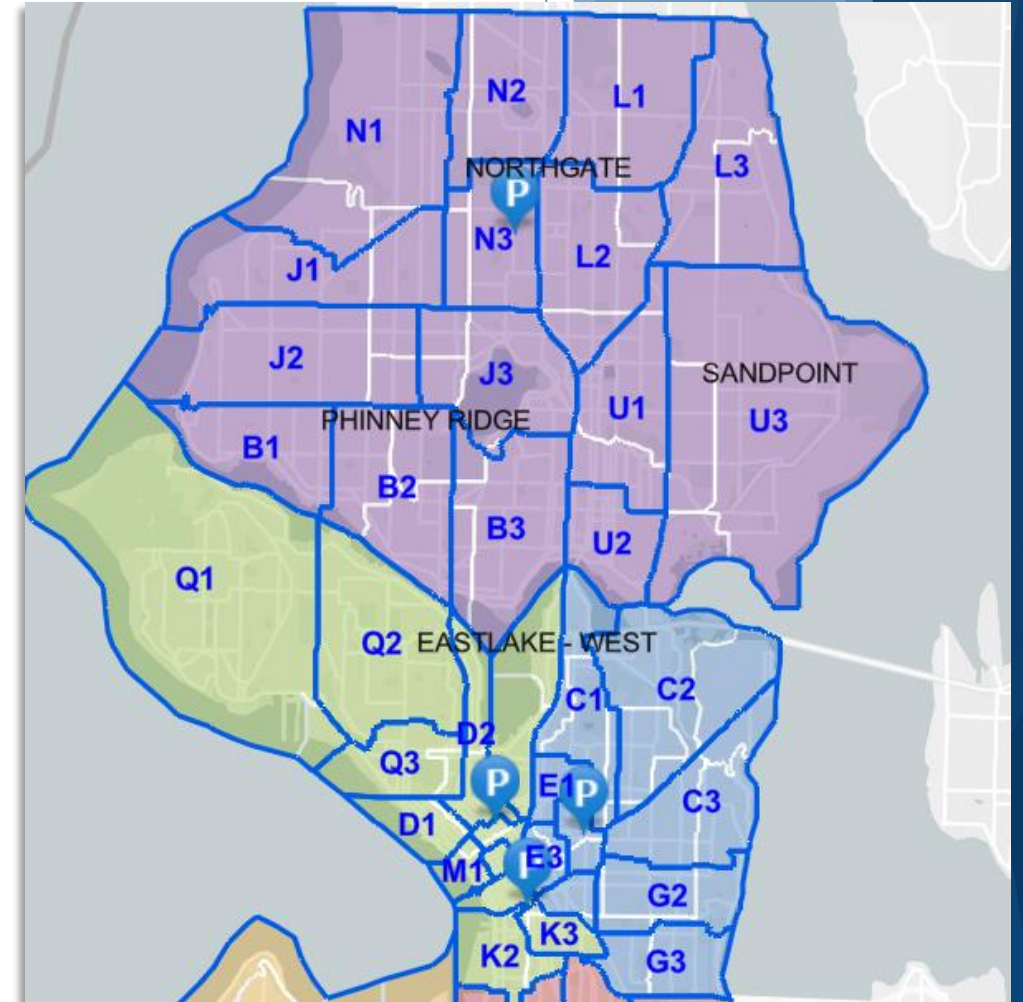 N2
L1
N1
NORTHGATE
L3
P
N3
L2
J1
J2
J3
SANDPOINT
U1
U3
PHINNEY RIDGE
B1
B2
B3
U2
Q1
Q2
EASTLAKE - WEST
C2
C1
D2
Q3
P
E1
P
C3
D1
E3
M1
P
G2
K3
K2
G3